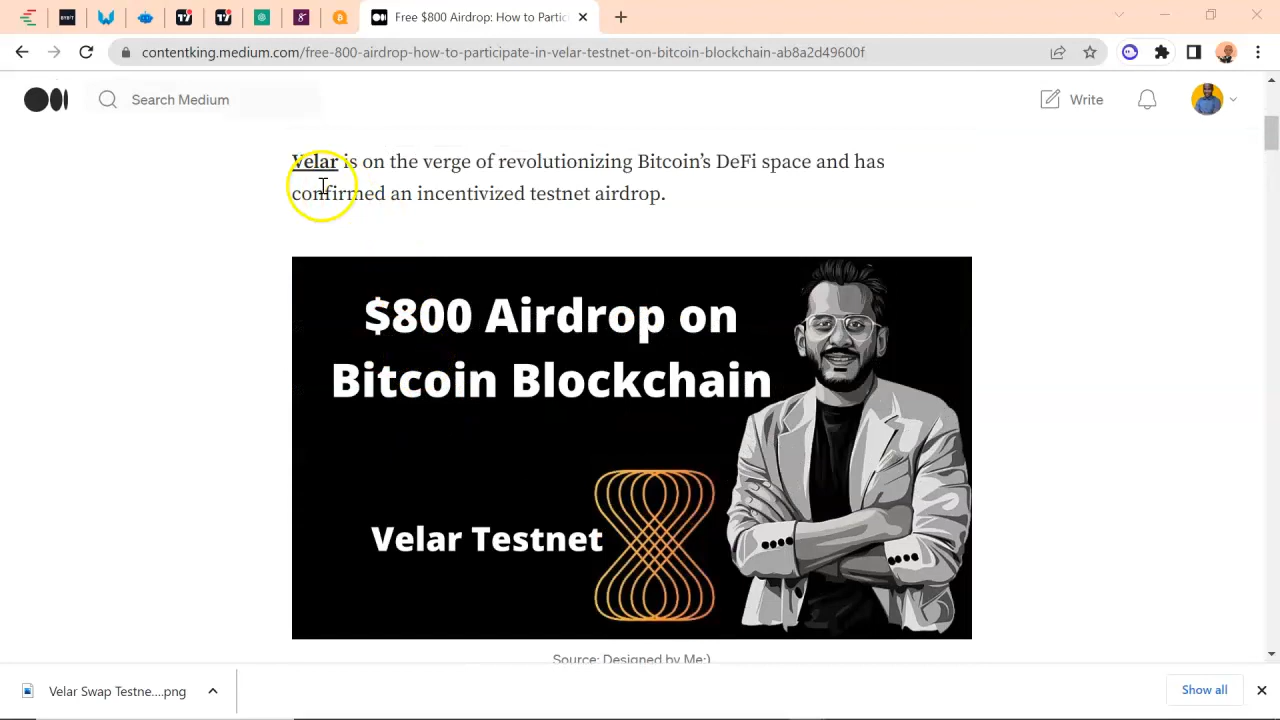 BYBIT
Free $800 Airdrop: How to Partici
contentking.medium.com/free-800-airdrop-how-to-participate-in-velar-testnet-on-bitcoin-blockchain-ab8a2d49600f
Search Medium
Write
Velar is on the verge of revolutionizing Bitcoin’s DeFi space and has
confirmed an incentivized testnet airdrop.
$800 Airdrop on
Bitcoin Blockchain
Velar Testnet
Source: Designed by Me:)
Velar Swap Testne....png
Show all